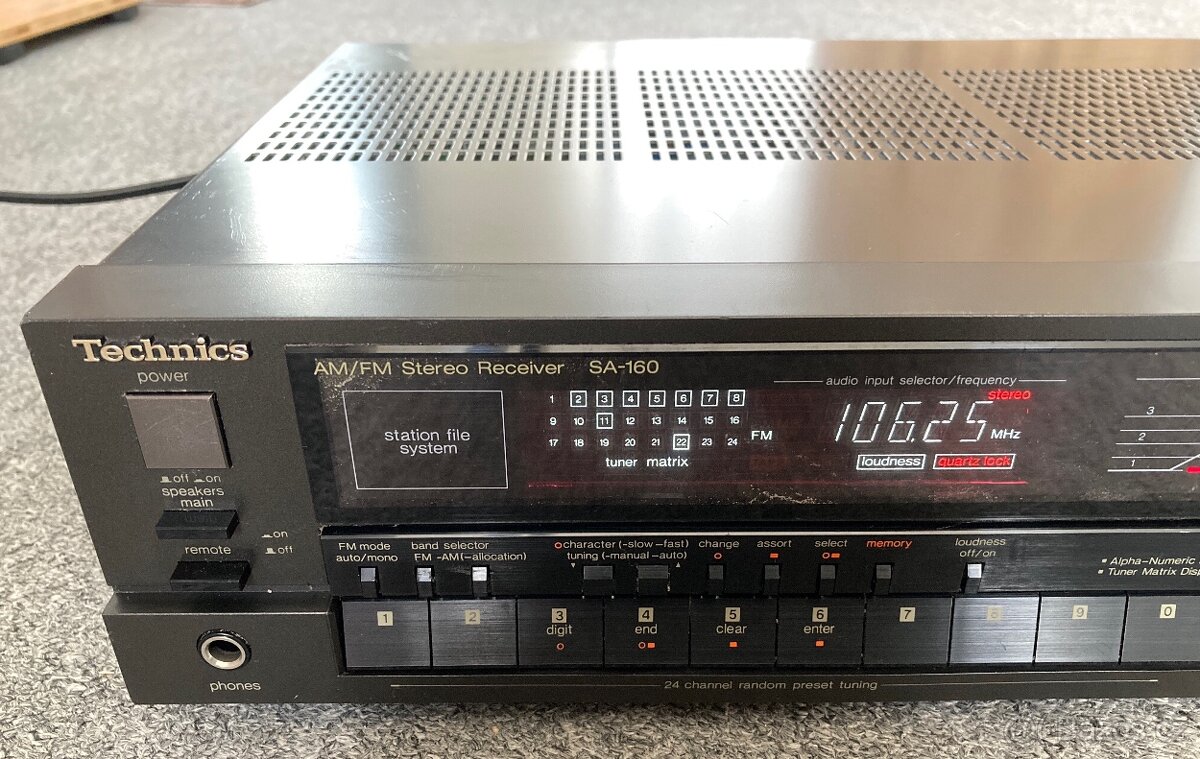 Technics
power
off on
speakers
main
remote
on
off
phones
AM/FM Stereo Receiver SA-160
station file
system
1 2 3 4 5 6 7 8
9 10 11 12 13 14 15 16
17 18 19 20 21 22 23 24
tuner matrix
FM
audio input selector/frequency
stereo
106.25 MHz
loudness quartz lock
3
2
1
FM mode
auto/mono
band selector
FM -AM(-allocation)
character (-slow-fast)
tuning (-manual-auto)
change
assort
select
memory
loudness
off/on
Alpha-Numeric
Tuner Matrix
1 2 3 4 5 6 7 8 9 0
digit end clear enter
24 channel random preset tuning